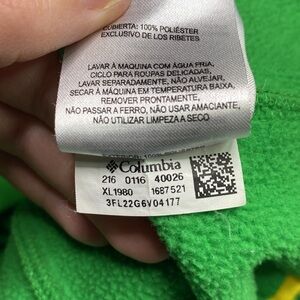 CUBIERTA: 100% POLIÉSTER
EXCLUSIVO DE LOS RIBETES
LAVAR À MÁQUINA COM ÁGUA FRIA,
CICLO PARA ROUPAS DELICADAS,
LAVAR SEPARADAMENTE, NÃO ALVEJAR,
SECAR À MÁQUINA EM TEMPERATURA BAIXA,
REMOVER PRONTAMENTE,
NÃO PASSAR A FERRO, NÃO USAR AMACIANTE,
NÃO UTILIZAR LIMPEZA A SECO
Columbia
216 0116 40026
XL1980 1687521
3FL22G6V04177